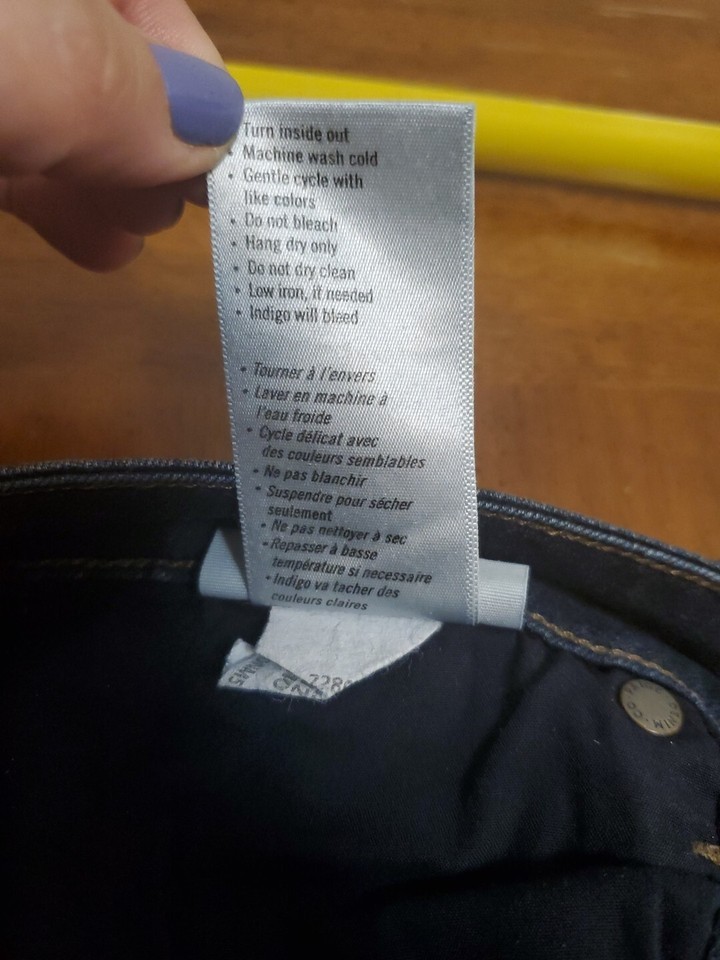 Turn inside out
• Machine wash cold
• Gentle cycle with
like colors
• Do not bleach
• Hang dry only
• Do not dry clean
• Low iron, if needed
• Indigo will bleed
• Tourner à l'envers
• Laver en machine à
l'eau froide
• Cycle délicat avec
des couleurs semblables
• Ne pas blanchir
• Suspendre pour sécher
seulement
• Ne pas nettoyer à sec
• Repasser à basse
température si necessaire
• Indigo va tacher des
couleurs claires
DENIM CO.